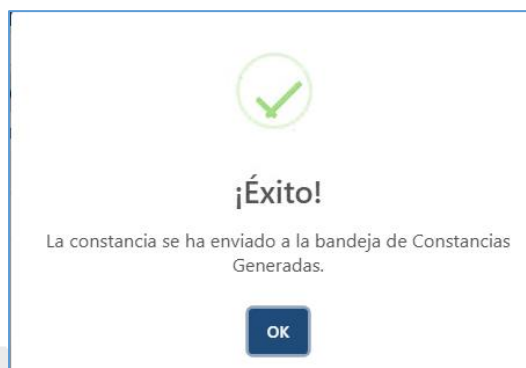 ¡Éxito!
La constancia se ha enviado a la bandeja de Constancias
Generadas.
OK